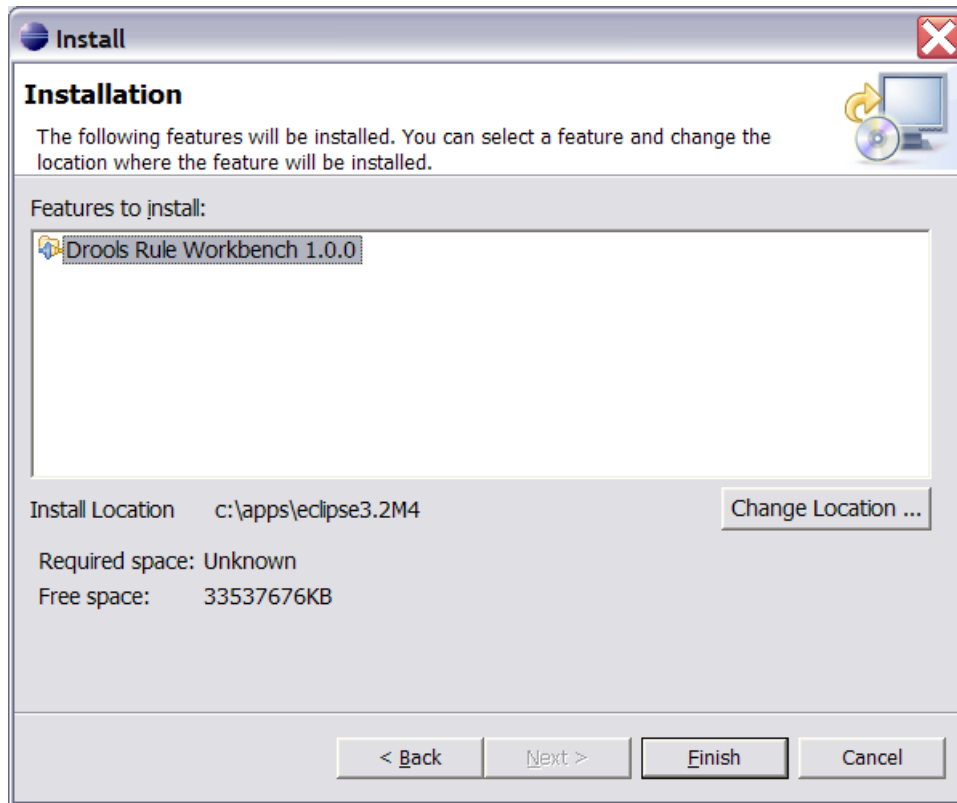 Install
Installation
The following features will be installed. You can select a feature and change the
location where the feature will be installed.
Features to install:
Drools Rule Workbench 1.0.0
Install Location c:\apps\eclipse3.2M4
Change Location ...
Required space: Unknown
Free space: 33537676KB
< Back Next > Finish Cancel